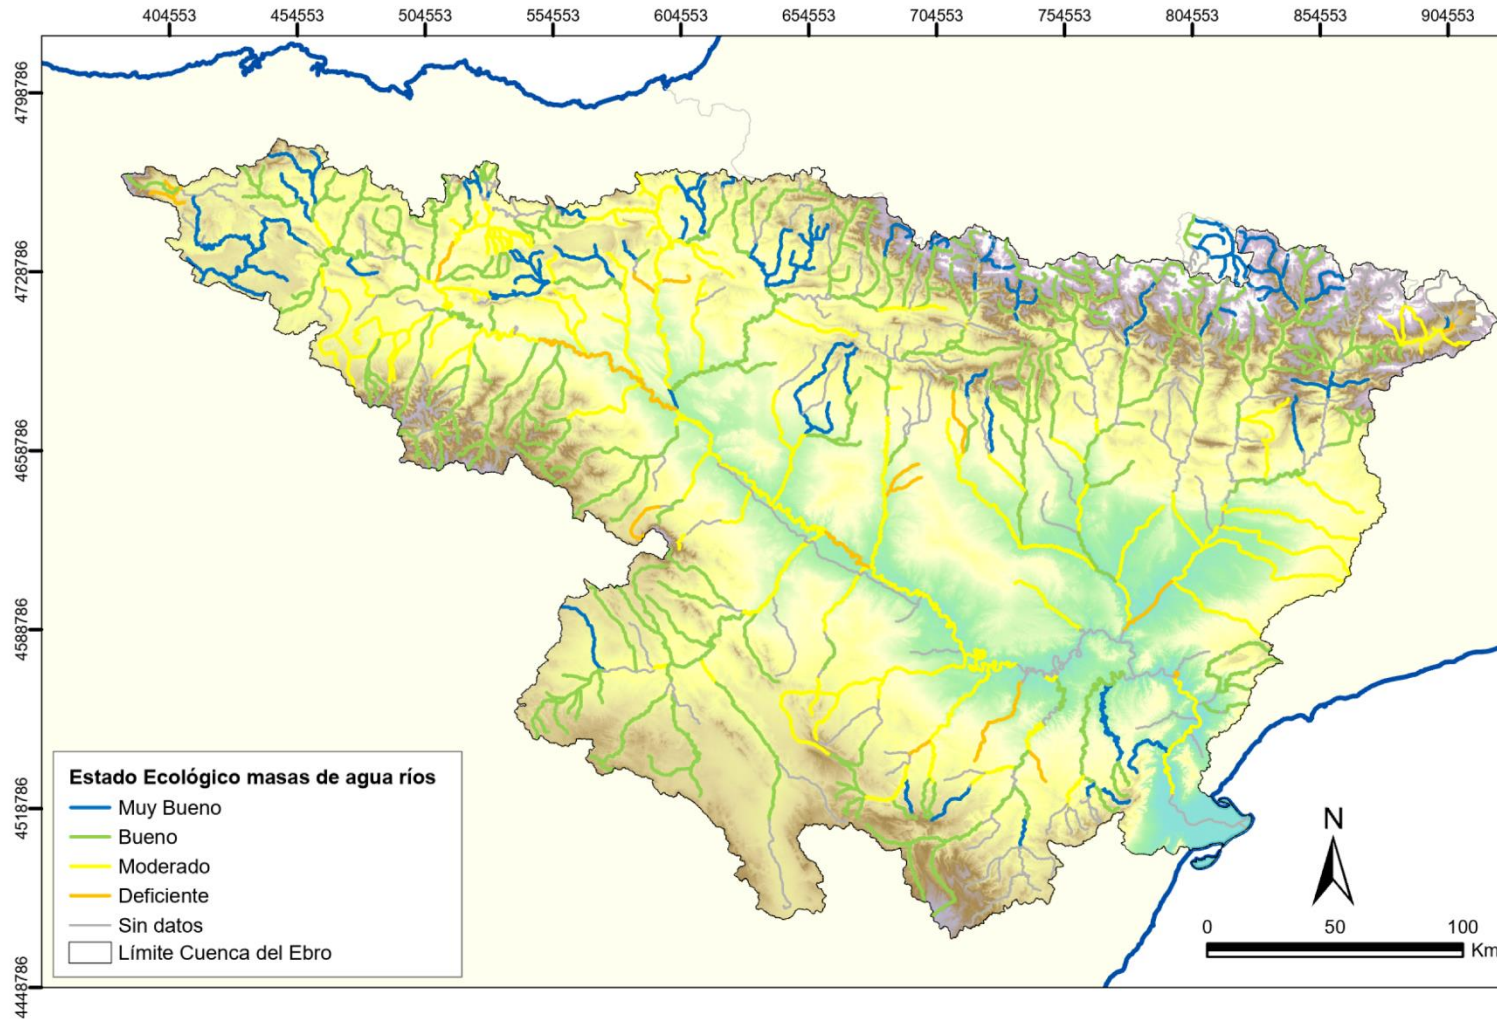 404553 454553 504553 554553 604553 654553 704553 754553 804553 854553 904553
4798786
4728786
4658786
4588786
4518786
4448786
Estado Ecológico masas de agua ríos
Muy Bueno
Bueno
Moderado
Deficiente
Sin datos
Límite Cuenca del Ebro
N
0 50 100
Km